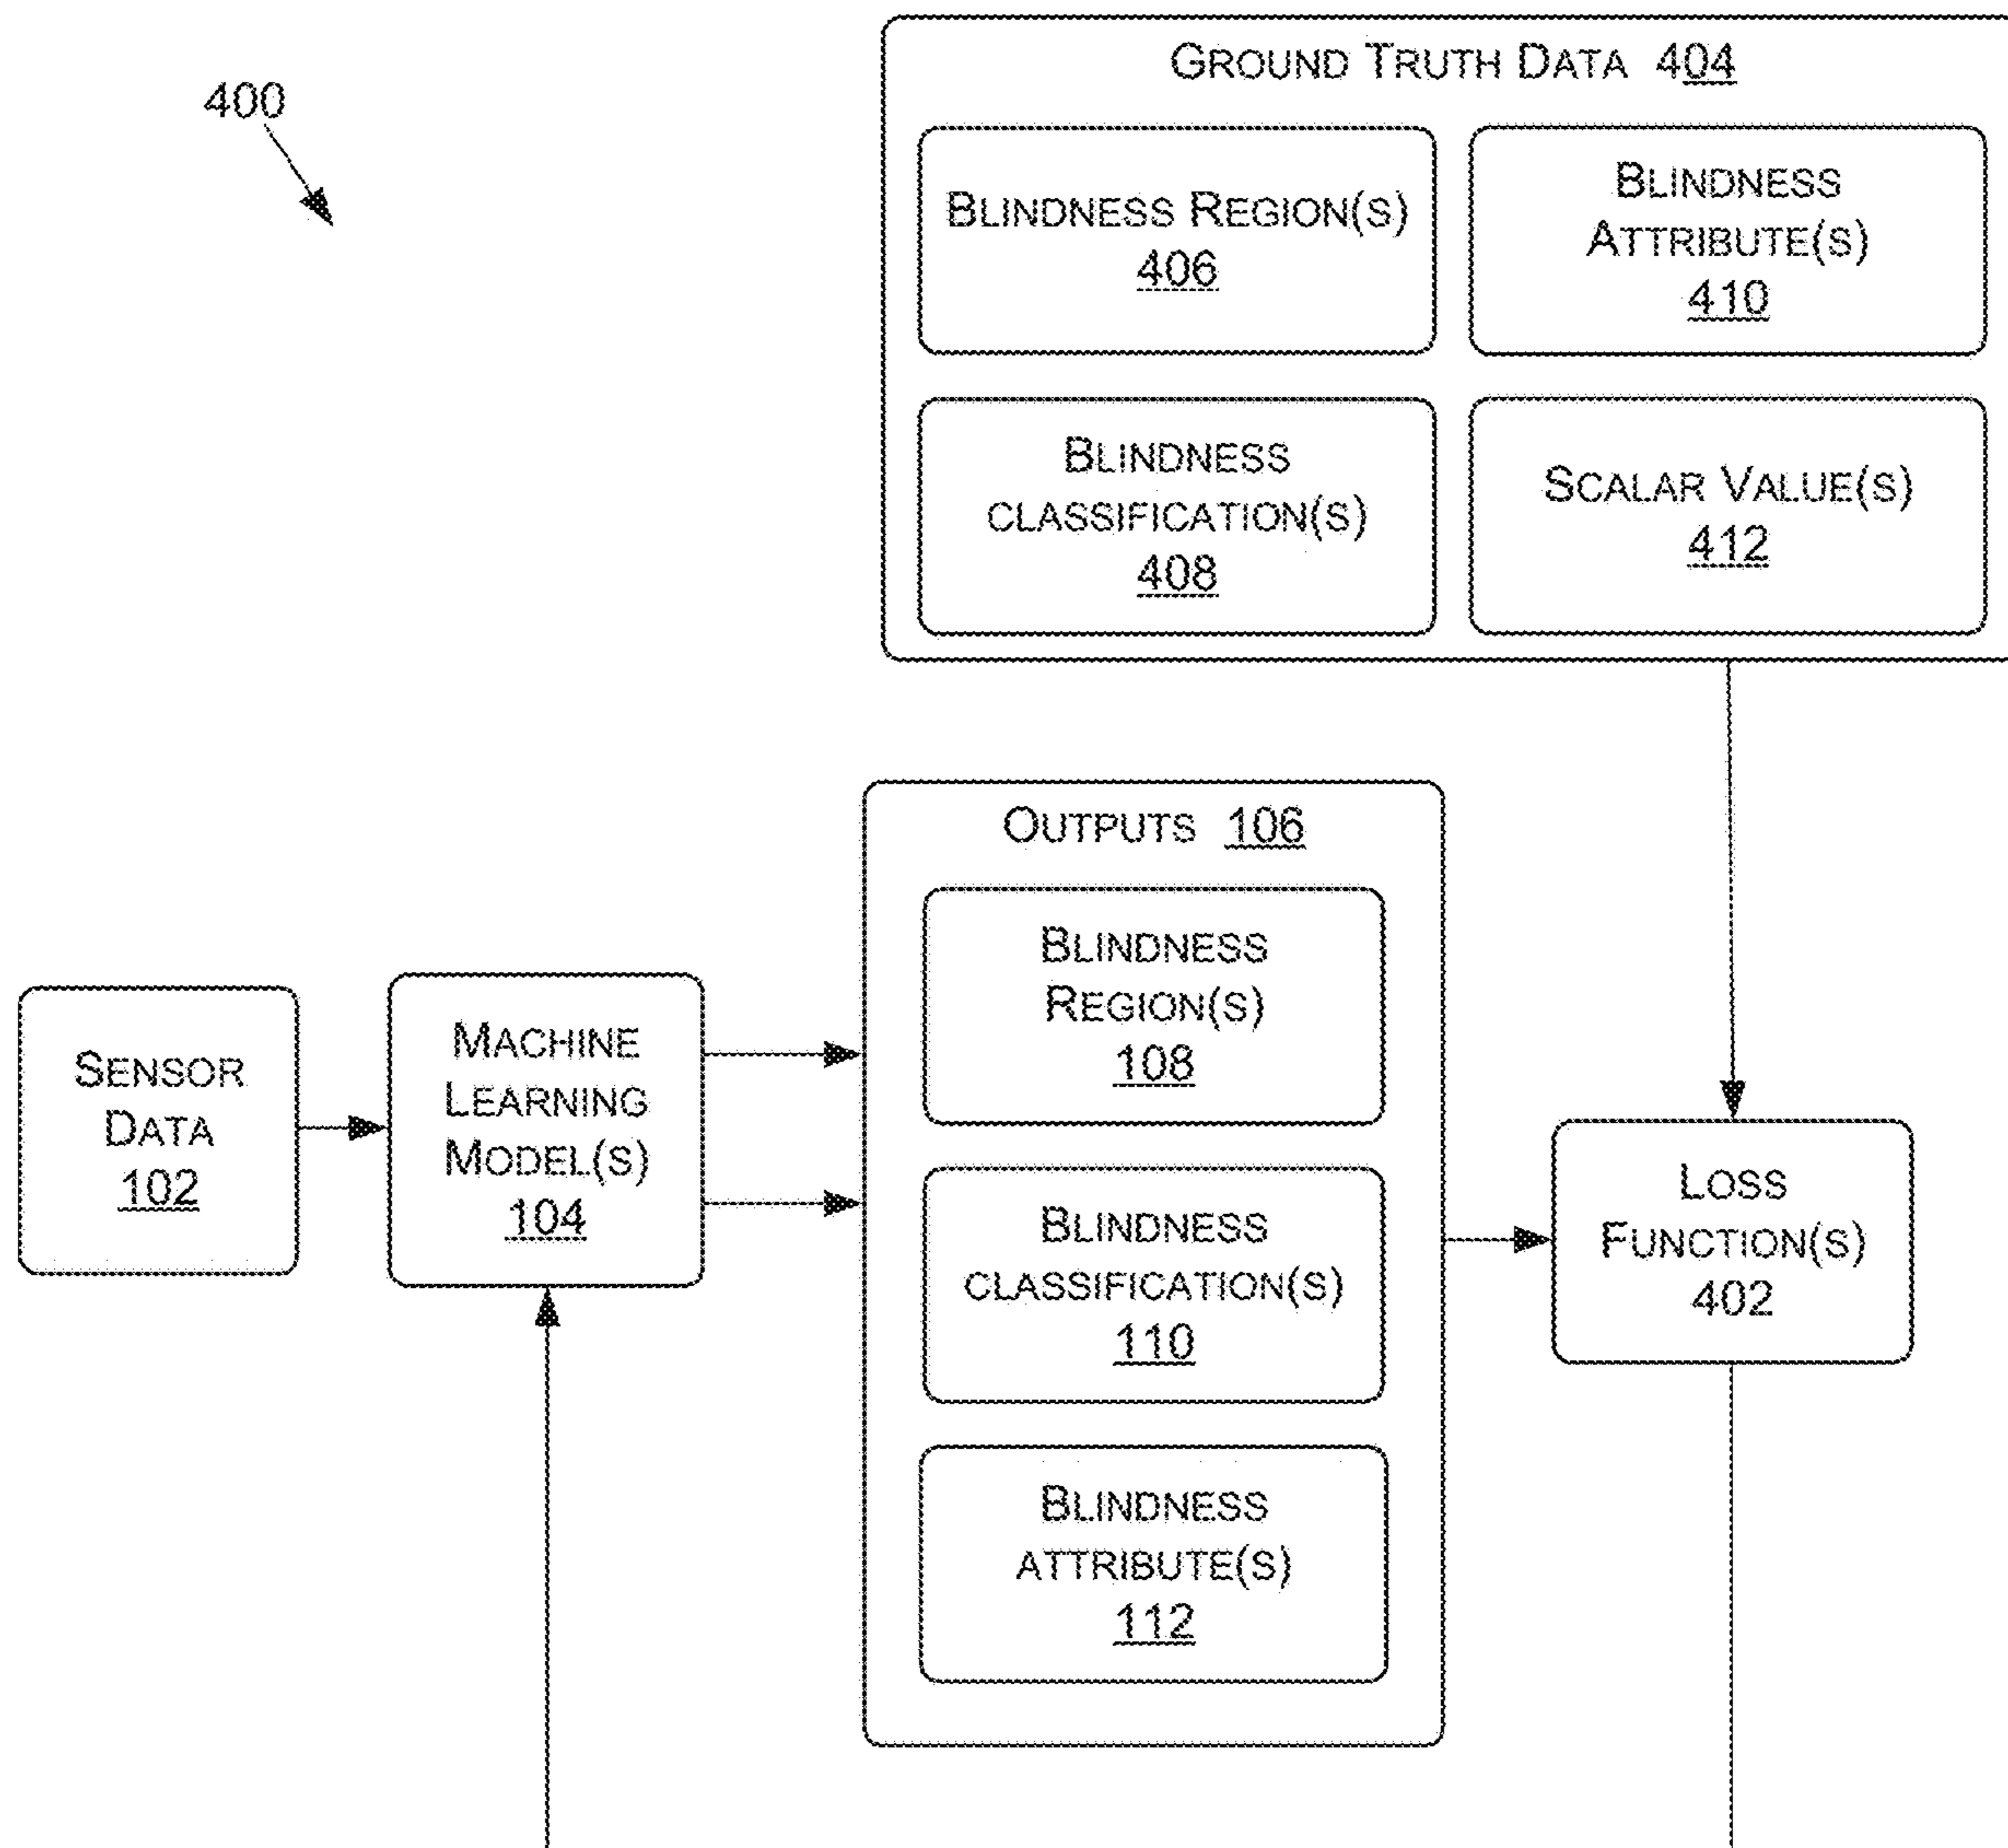 400
GROUND TRUTH DATA 404
BLINDNESS REGION(S)
406
BLINDNESS
ATTRIBUTE(S)
410
BLINDNESS
CLASSIFICATION(S)
408
SCALAR VALUE(S)
412
OUTPUTS 106
BLINDNESS
REGION(S)
108
SENSOR
DATA
102
MACHINE
LEARNING
MODEL(S)
104
BLINDNESS
CLASSIFICATION(S)
110
LOSS
FUNCTION(S)
402
BLINDNESS
ATTRIBUTE(S)
112